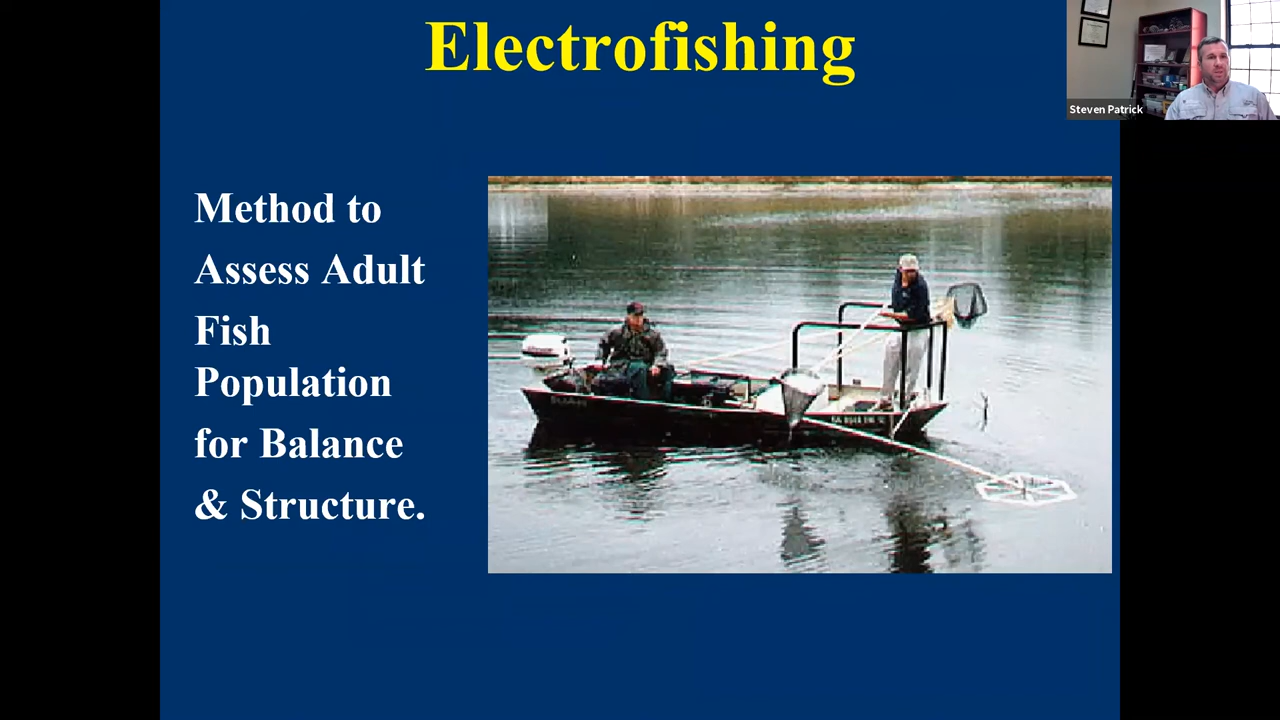 Electrofishing
Steven Patrick
Method to
Assess Adult
Fish
Population
for Balance
& Structure.